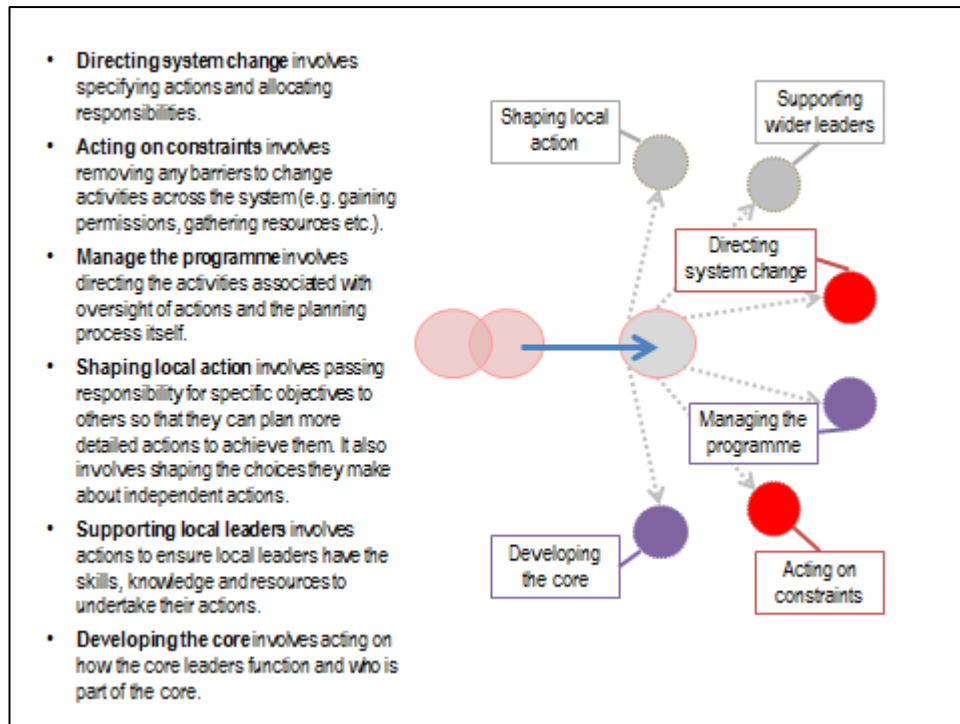 • Directing system change involves
specifying actions and allocating
responsibilities.
• Acting on constraints involves
removing any barriers to change
activities across the system (e.g. gaining
permissions, gathering resources etc.).
• Manage the programme involves
directing the activities associated with
oversight of actions and the planning
process itself.
• Shaping local action involves passing
responsibility for specific objectives to
others so that they can plan more
detailed actions to achieve them. It also
involves shaping the choices they make
about independent actions.
• Supporting local leaders involves
actions to ensure local leaders have the
skills, knowledge and resources to
undertake their actions.
• Developing the core involves acting on
how the core leaders function and who is
part of the core.
Shaping local
action
Supporting
wider leaders
Directing
system change
Managing the
programme
Developing
the core
Acting on
constraints